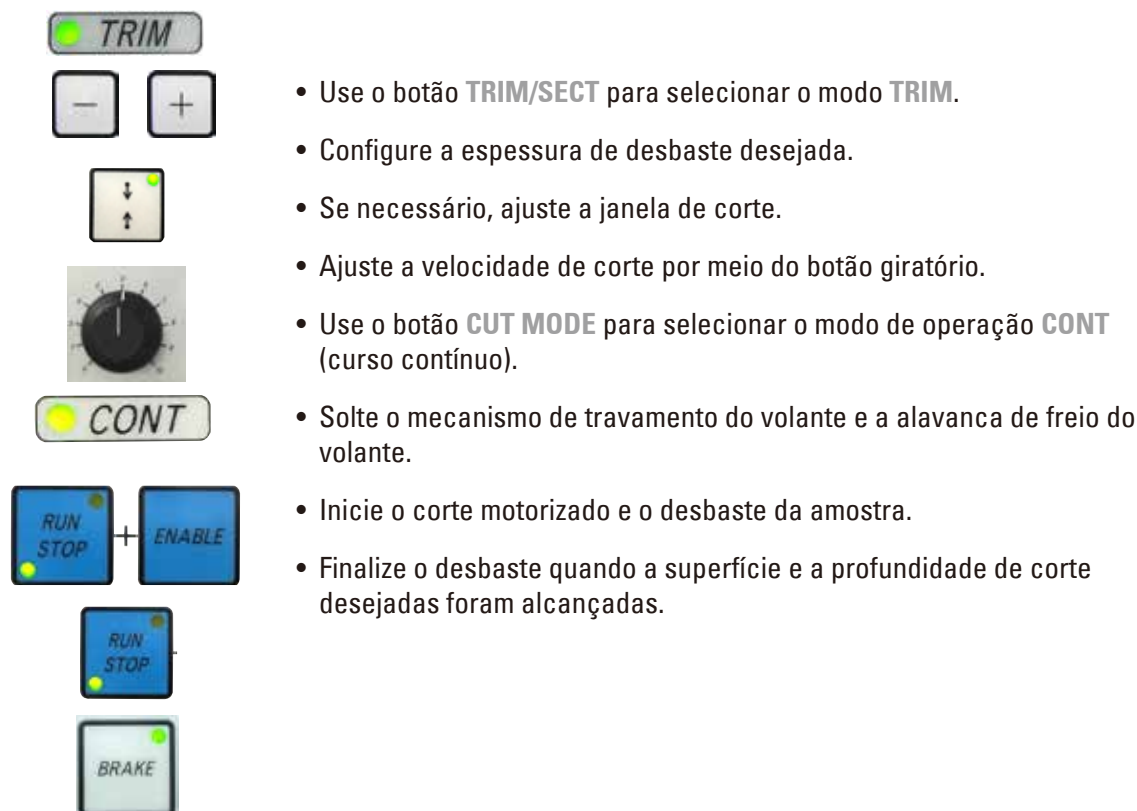 TRIM
− +
• Use o botão TRIM/SECT para selecionar o modo TRIM.
• Configure a espessura de desbaste desejada.
• Se necessário, ajuste a janela de corte.
• Ajuste a velocidade de corte por meio do botão giratório.
• Use o botão CUT MODE para selecionar o modo de operação CONT
(curso contínuo).
CONT
• Solte o mecanismo de travamento do volante e a alavanca de freio do
volante.
RUN
STOP
+
ENABLE
• Inicie o corte motorizado e o desbaste da amostra.
• Finalize o desbaste quando a superfície e a profundidade de corte
desejadas foram alcançadas.
RUN
STOP
BRAKE